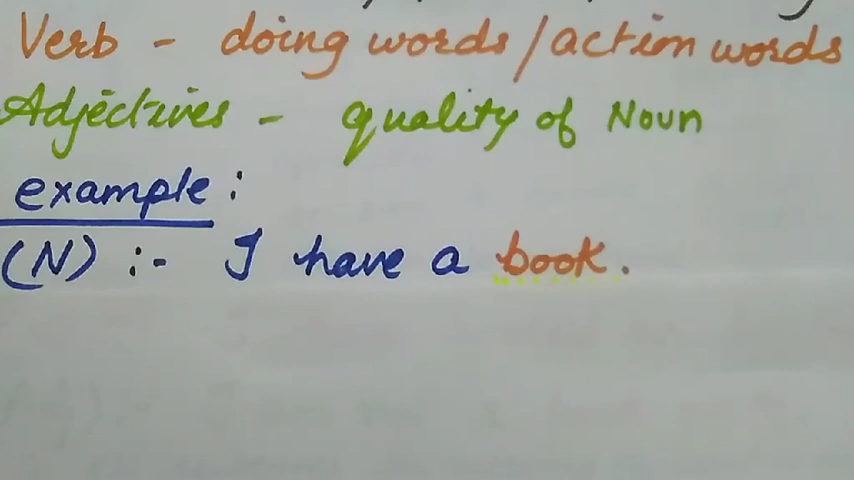 Verb - doing words/action words
Adjectives - quality of Noun
example:
(N) :- I have a book.